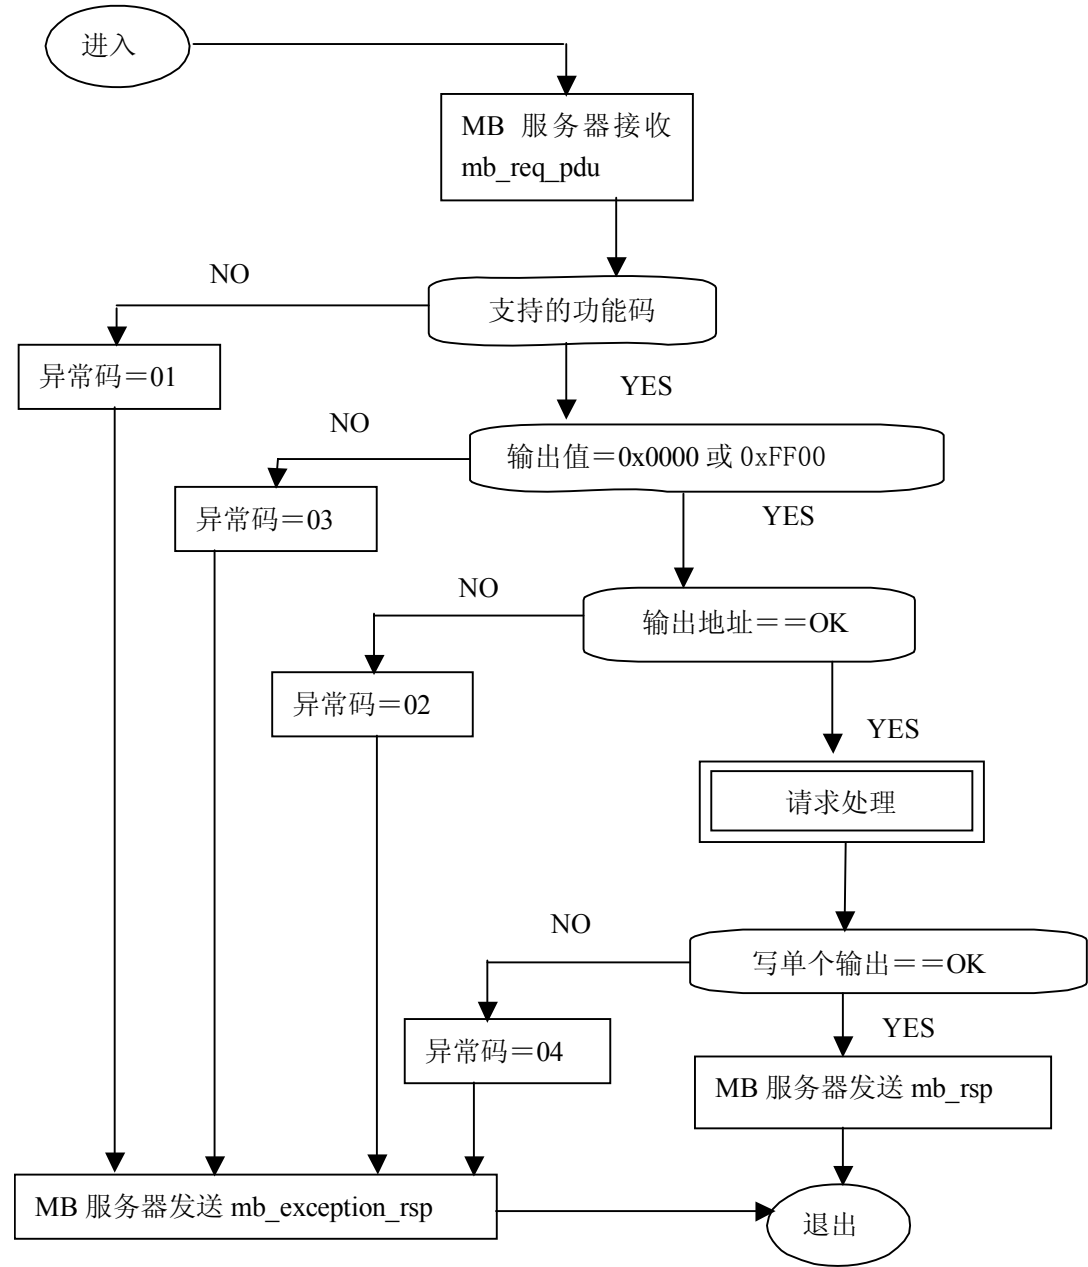 进入
MB 服务器接收
mb_req_pdu
NO
支持的功能码
异常码＝01
YES
NO
输出值＝0x0000 或 0xFF00
异常码＝03
YES
NO
输出地址＝＝OK
异常码＝02
YES
请求处理
NO
写单个输出＝＝OK
异常码＝04
YES
MB 服务器发送 mb_rsp
MB 服务器发送 mb_exception_rsp
退出